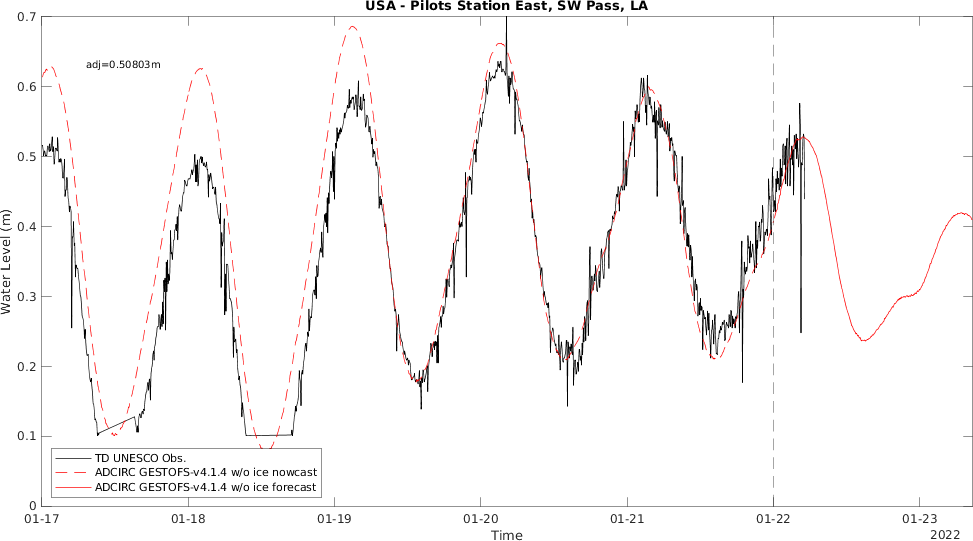 USA - Pilots Station East, SW Pass, LA
0.7
adj=0.50803m
0.6
0.5
0.4
Water Level (m)
0.3
0.2
0.1
TD UNESCO Obs.
ADCIRC GESTOFS-v4.1.4 w/o ice nowcast
ADCIRC GESTOFS-v4.1.4 w/o ice forecast
0
01-17 01-18 01-19 01-20 01-21 01-22 01-23
Time
2022